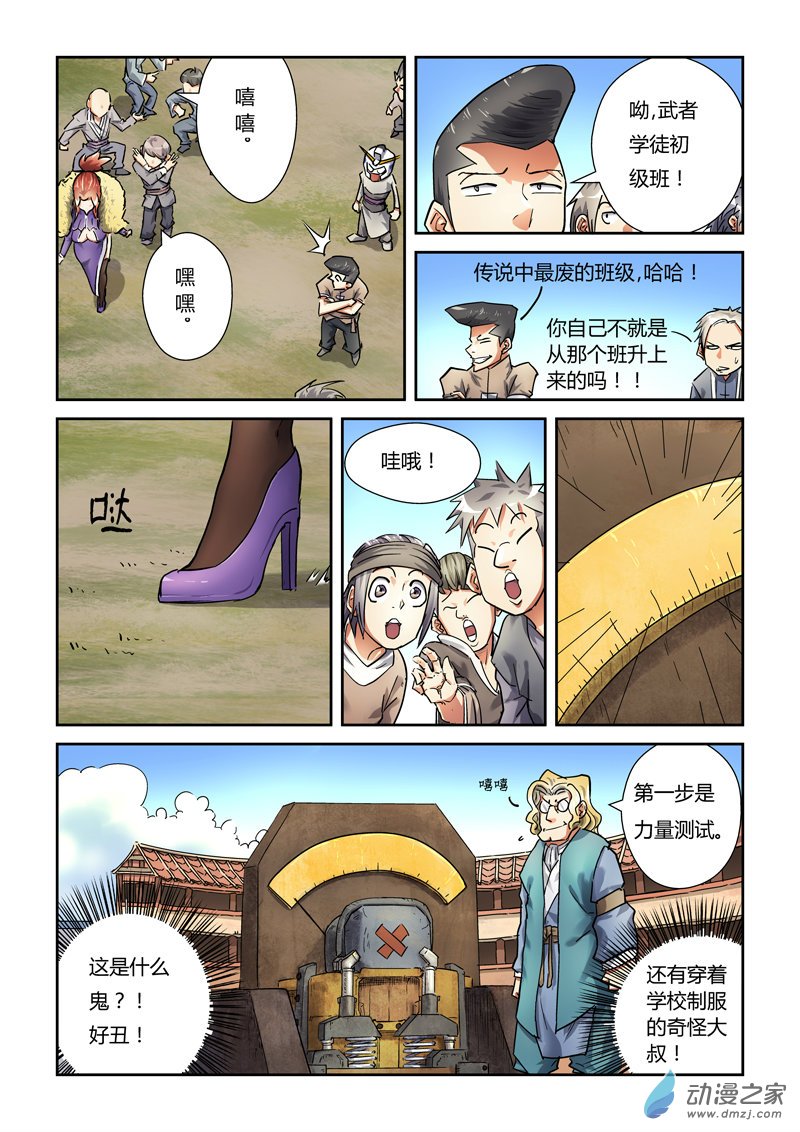 嘻
嘻。
嘿
嘿。
呦,武者
学徒初
级班！
传说中最废的班级,哈哈！
你自己不就是
从那个班升上
来的吗！！
哒
哇哦！
嘻嘻
第一步是
力量测试。
这是什么
鬼？！
好丑！
还有穿着
学校制服
的奇怪大
叔！
动漫之家
www.dmzj.com